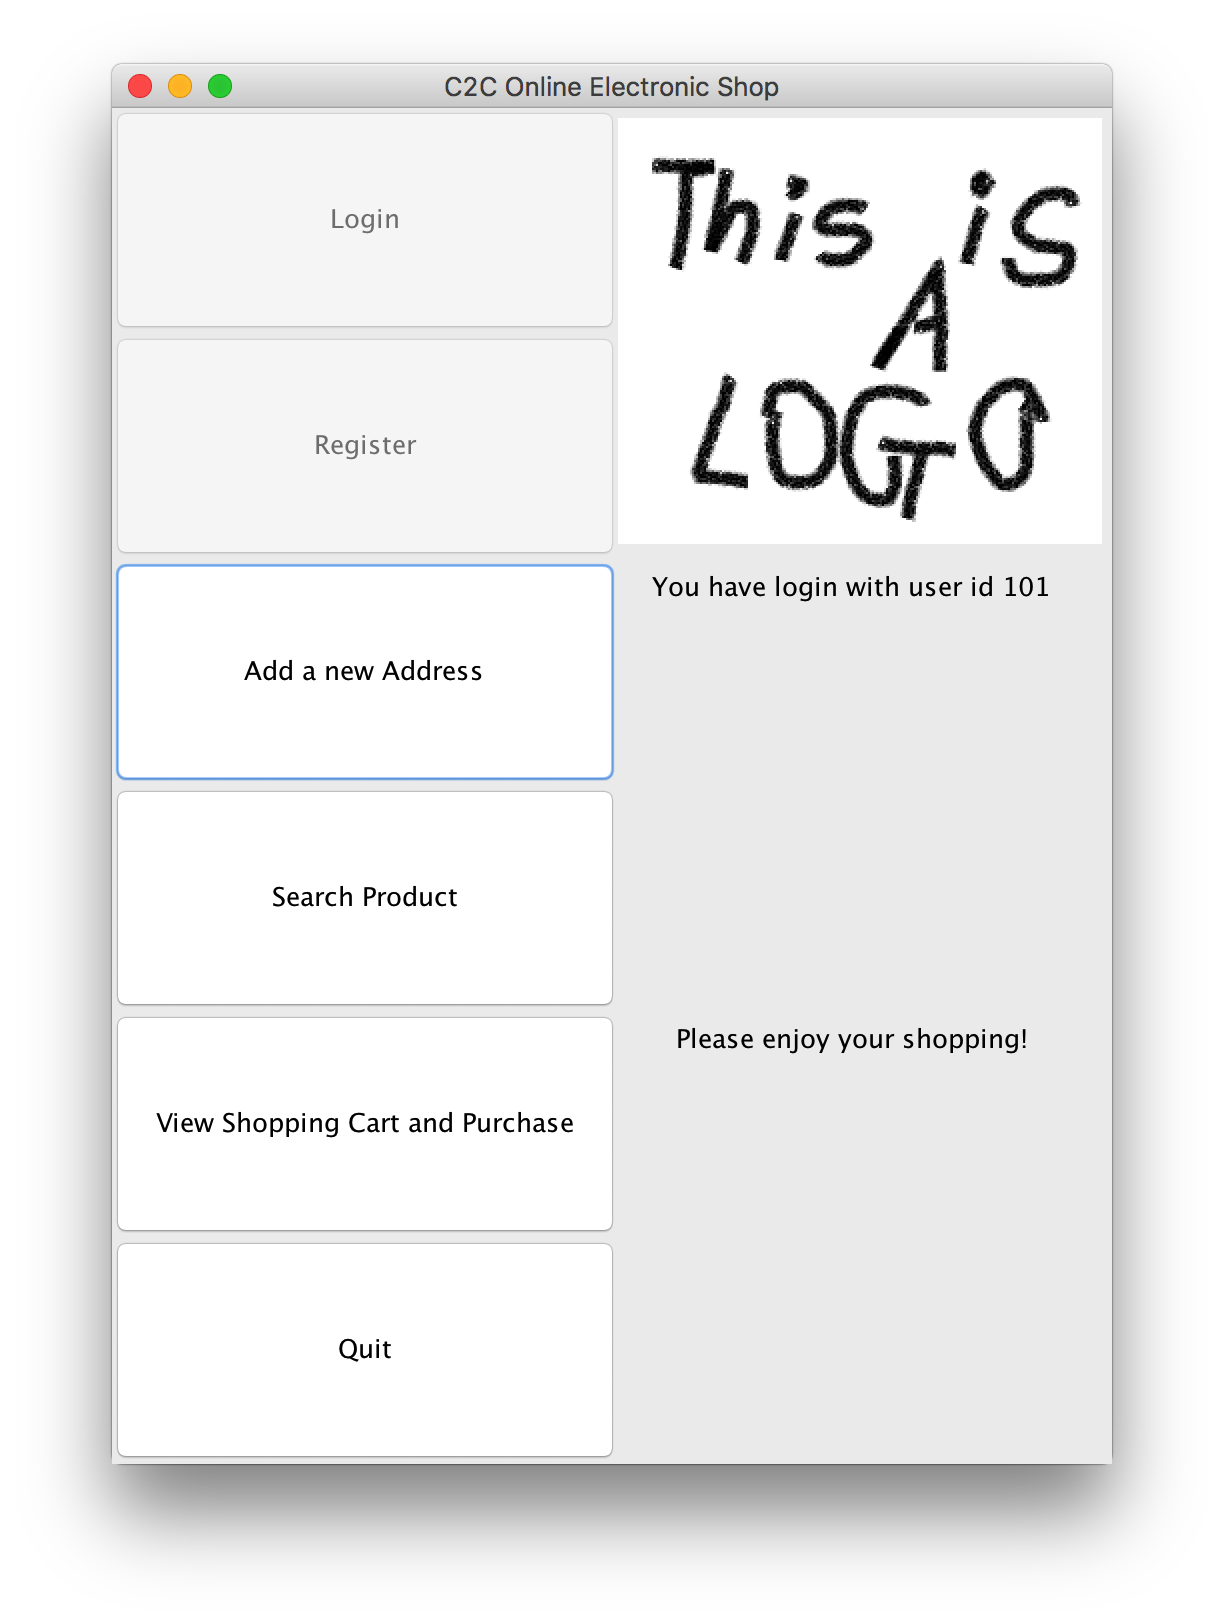 C2C Online Electronic Shop
Login
Register
Add a new Address
Search Product
View Shopping Cart and Purchase
Quit
This is
A
LOGO
You have login with user id 101
Please enjoy your shopping!